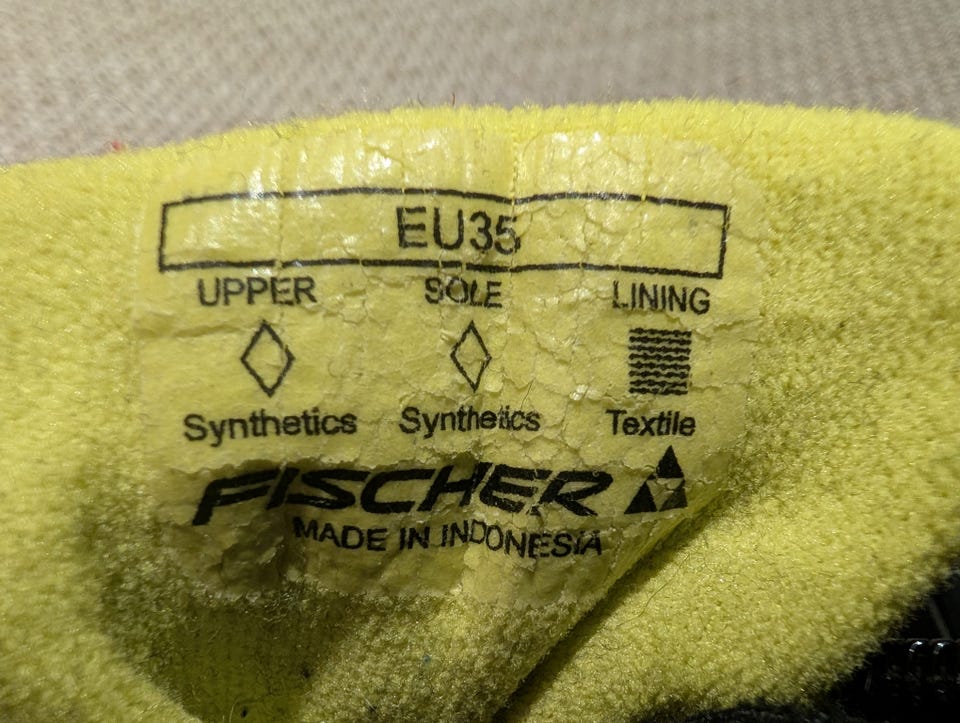 EU35
UPPER SOLE LINING
Synthetics Synthetics Textile
FISCHER
MADE IN INDONESIA